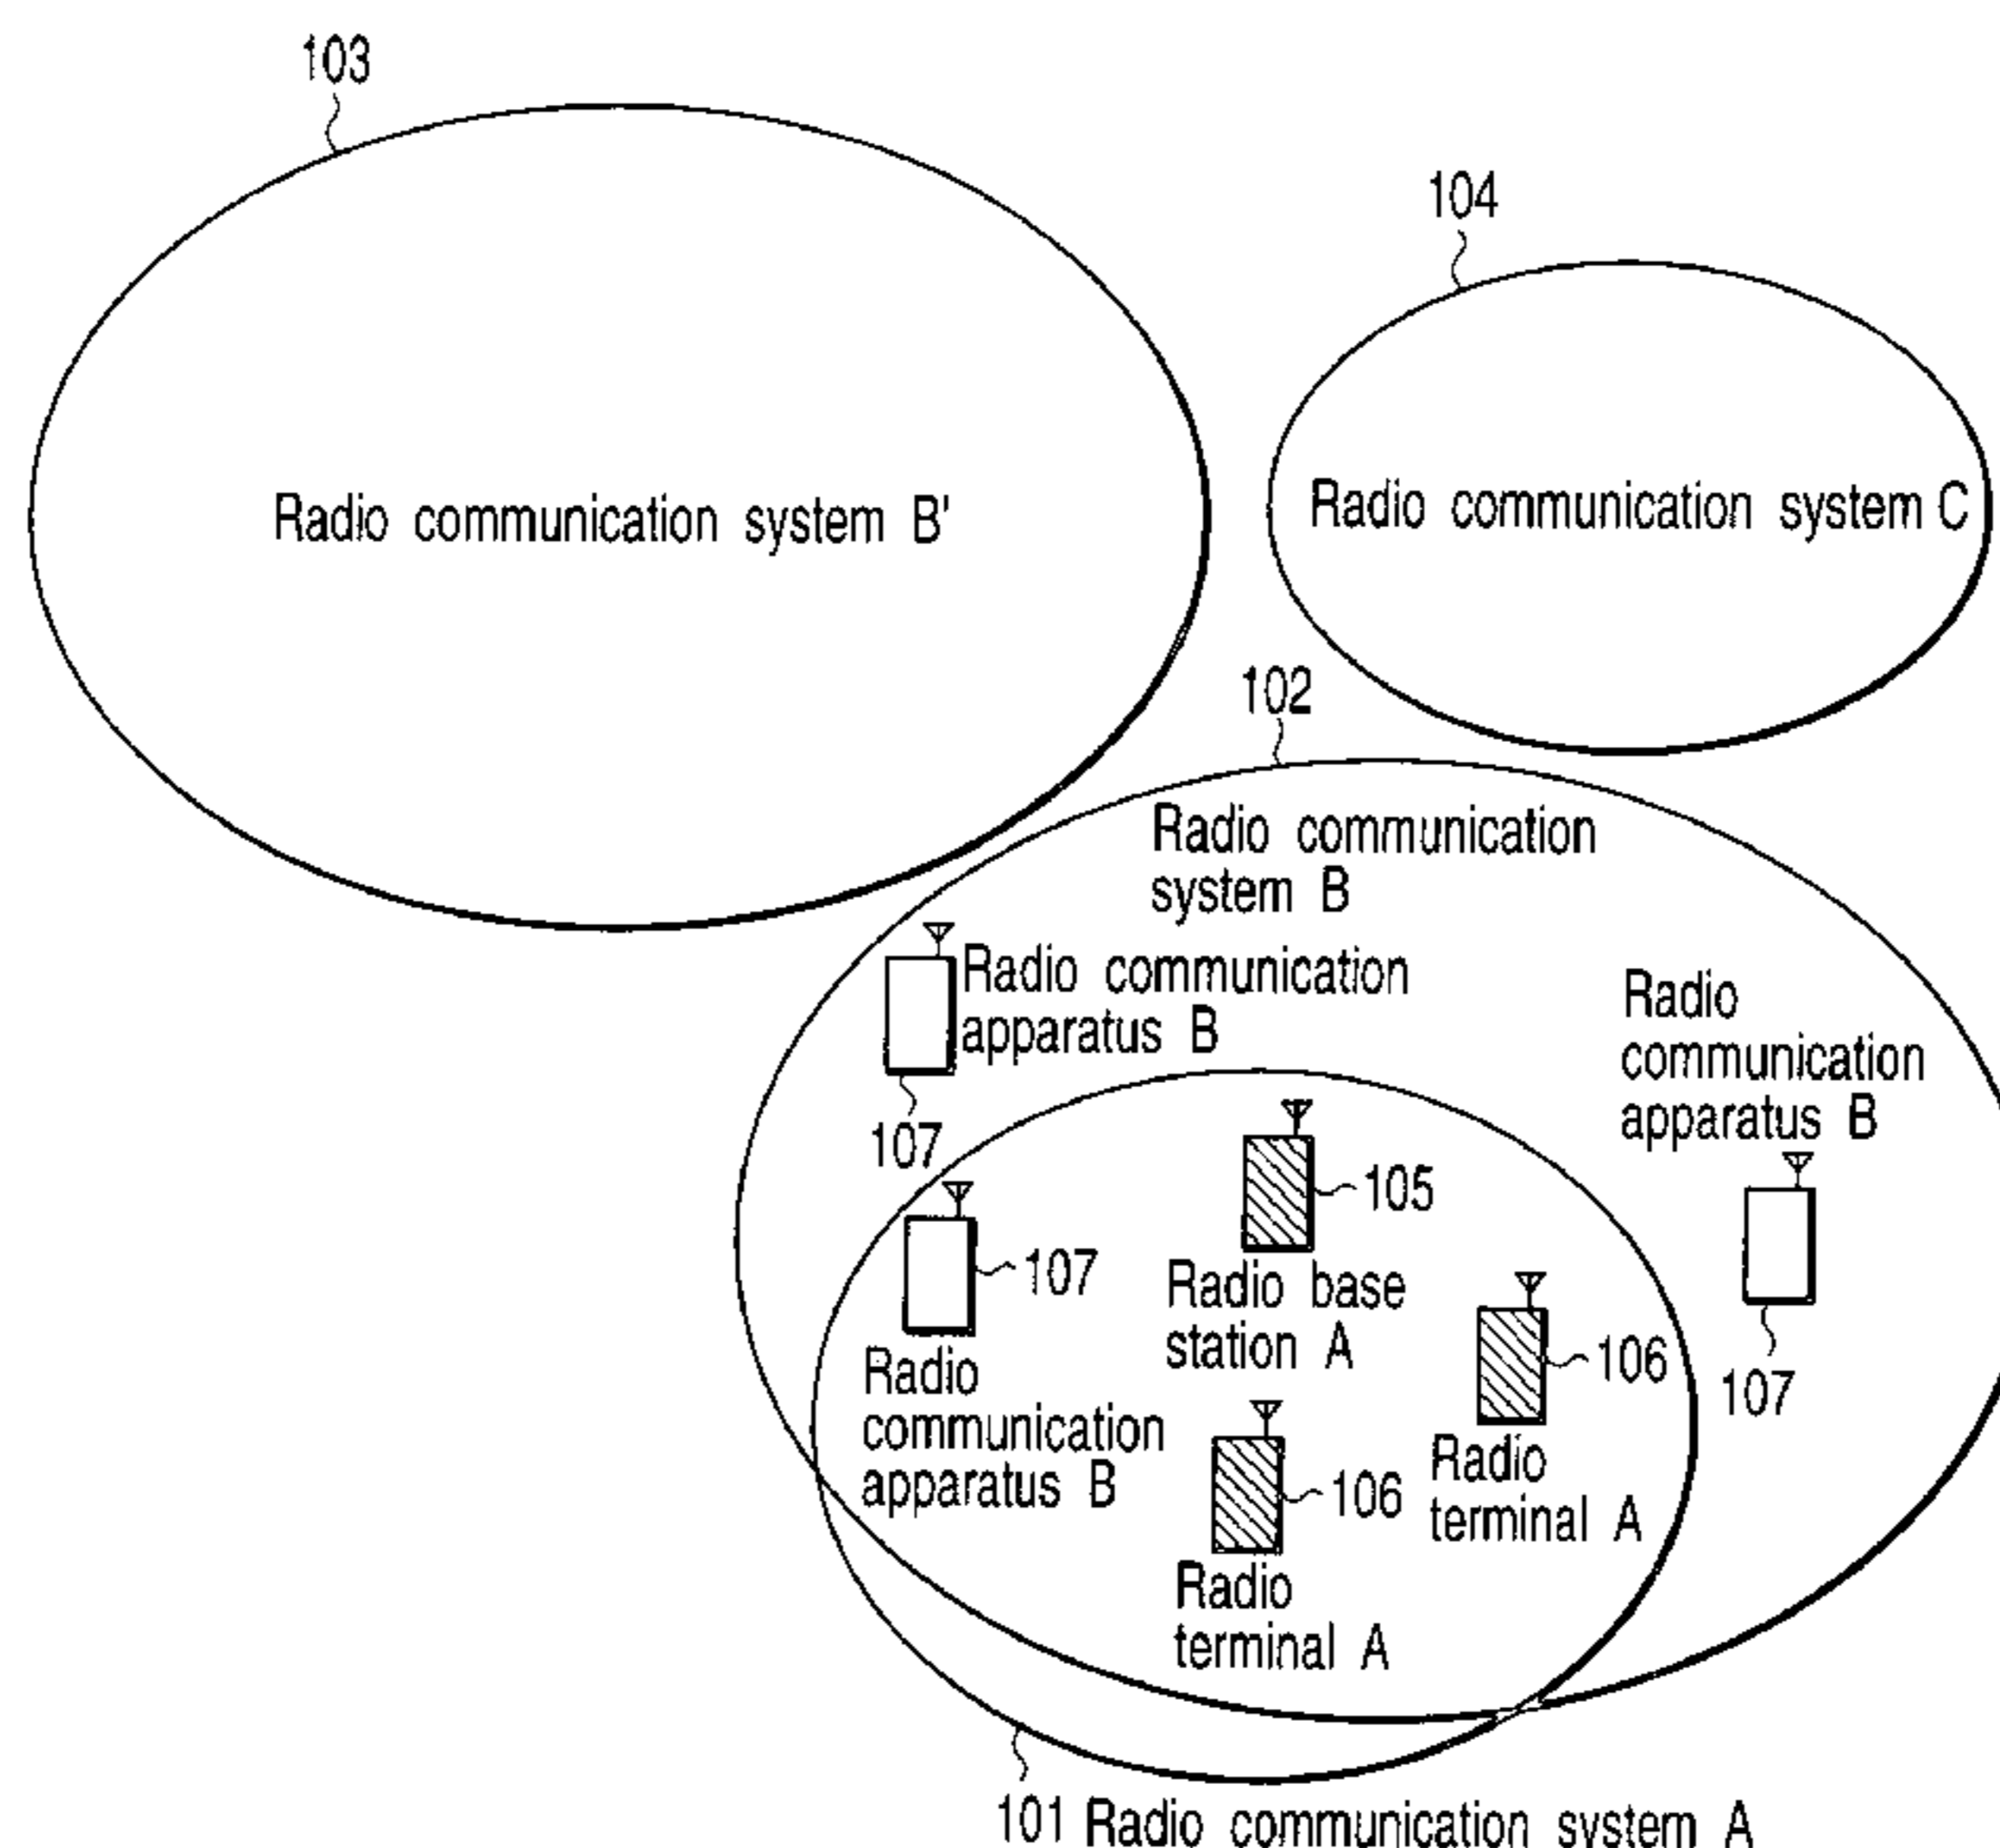 103
104
Radio communication system B'
Radio communication system C
102
Radio communication
system B
Radio communication
apparatus B
107
Radio
communication
apparatus B
107
105
Radio base
station A
107
Radio
communication
apparatus B
106
Radio
terminal A
106
Radio
terminal A
101 Radio communication system A